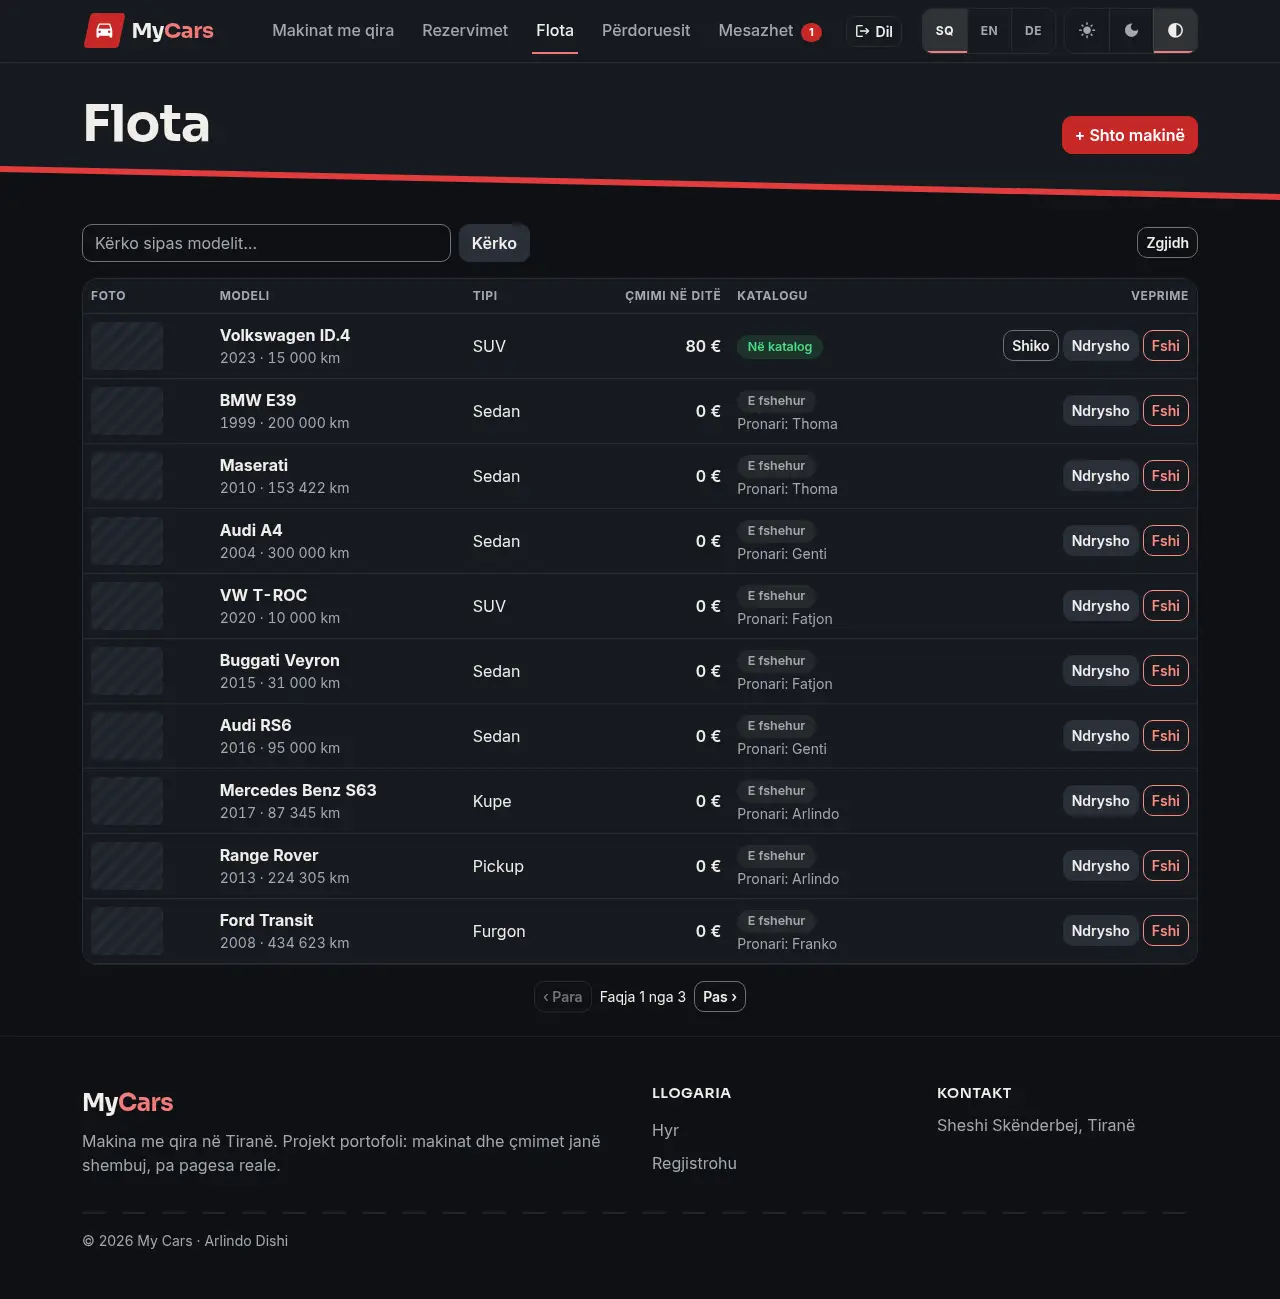 MyCars
Makinat me qira Rezervimet Flota Përdoruesit Mesazhet 1 Dil SQ EN DE
Flota
+ Shto makinë
Kërko sipas modelit... Kërko Zgjidh
FOTO MODELI TIPI ÇMIMI NË DITË KATALOGU VEPRIME
Volkswagen ID.4
2023 · 15 000 km
SUV 80 € Në katalog Shiko Ndrysho Fshi
BMW E39
1999 · 200 000 km
Sedan 0 € E fshehur
Pronari: Thoma
Ndrysho Fshi
Maserati
2010 · 153 422 km
Sedan 0 € E fshehur
Pronari: Thoma
Ndrysho Fshi
Audi A4
2004 · 300 000 km
Sedan 0 € E fshehur
Pronari: Genti
Ndrysho Fshi
VW T-ROC
2020 · 10 000 km
SUV 0 € E fshehur
Pronari: Fatjon
Ndrysho Fshi
Buggati Veyron
2015 · 31 000 km
Sedan 0 € E fshehur
Pronari: Fatjon
Ndrysho Fshi
Audi RS6
2016 · 95 000 km
Sedan 0 € E fshehur
Pronari: Genti
Ndrysho Fshi
Mercedes Benz S63
2017 · 87 345 km
Kupe 0 € E fshehur
Pronari: Arlindo
Ndrysho Fshi
Range Rover
2013 · 224 305 km
Pickup 0 € E fshehur
Pronari: Arlindo
Ndrysho Fshi
Ford Transit
2008 · 434 623 km
Furgon 0 € E fshehur
Pronari: Franko
Ndrysho Fshi
‹ Para Faqja 1 nga 3 Pas ›
MyCars
Makina me qira në Tiranë. Projekt portofoli: makinat dhe çmimet janë
shembuj, pa pagesa reale.
LLOGARIA
Hyr
Regjistrohu
KONTAKT
Sheshi Skënderbej, Tiranë
© 2026 My Cars · Arlindo Dishi